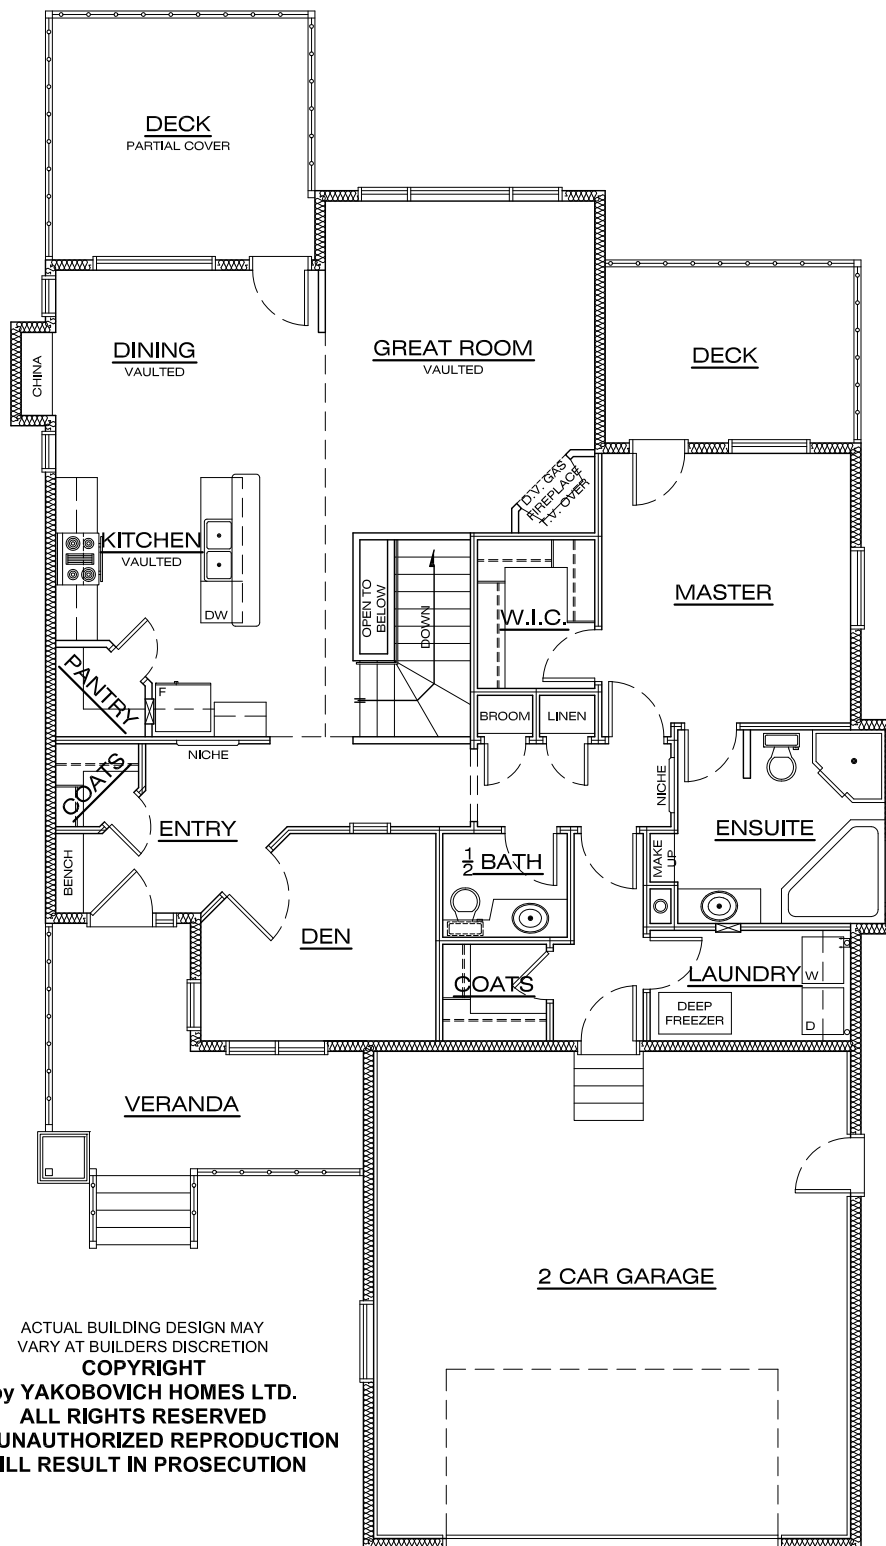 DECK
PARTIAL COVER
DINING
VAULTED
GREAT ROOM
VAULTED
DECK
CHINA
D.V. GAS
FIREPLACE
T.V. OVER
KITCHEN
VAULTED
OPEN TO
BELOW
DOWN
W.I.C.
MASTER
DW
PANTRY
F
BROOM
LINEN
NICHE
NICHE
COATS
ENTRY
BENCH
1/2 BATH
MAKE
UP
ENSUITE
DEN
COATS
LAUNDRY
W
DEEP
FREEZER
D
VERANDA
2 CAR GARAGE
ACTUAL BUILDING DESIGN MAY
VARY AT BUILDERS DISCRETION
COPYRIGHT
by YAKOBOVICH HOMES LTD.
ALL RIGHTS RESERVED
UNAUTHORIZED REPRODUCTION
ILL RESULT IN PROSECUTION